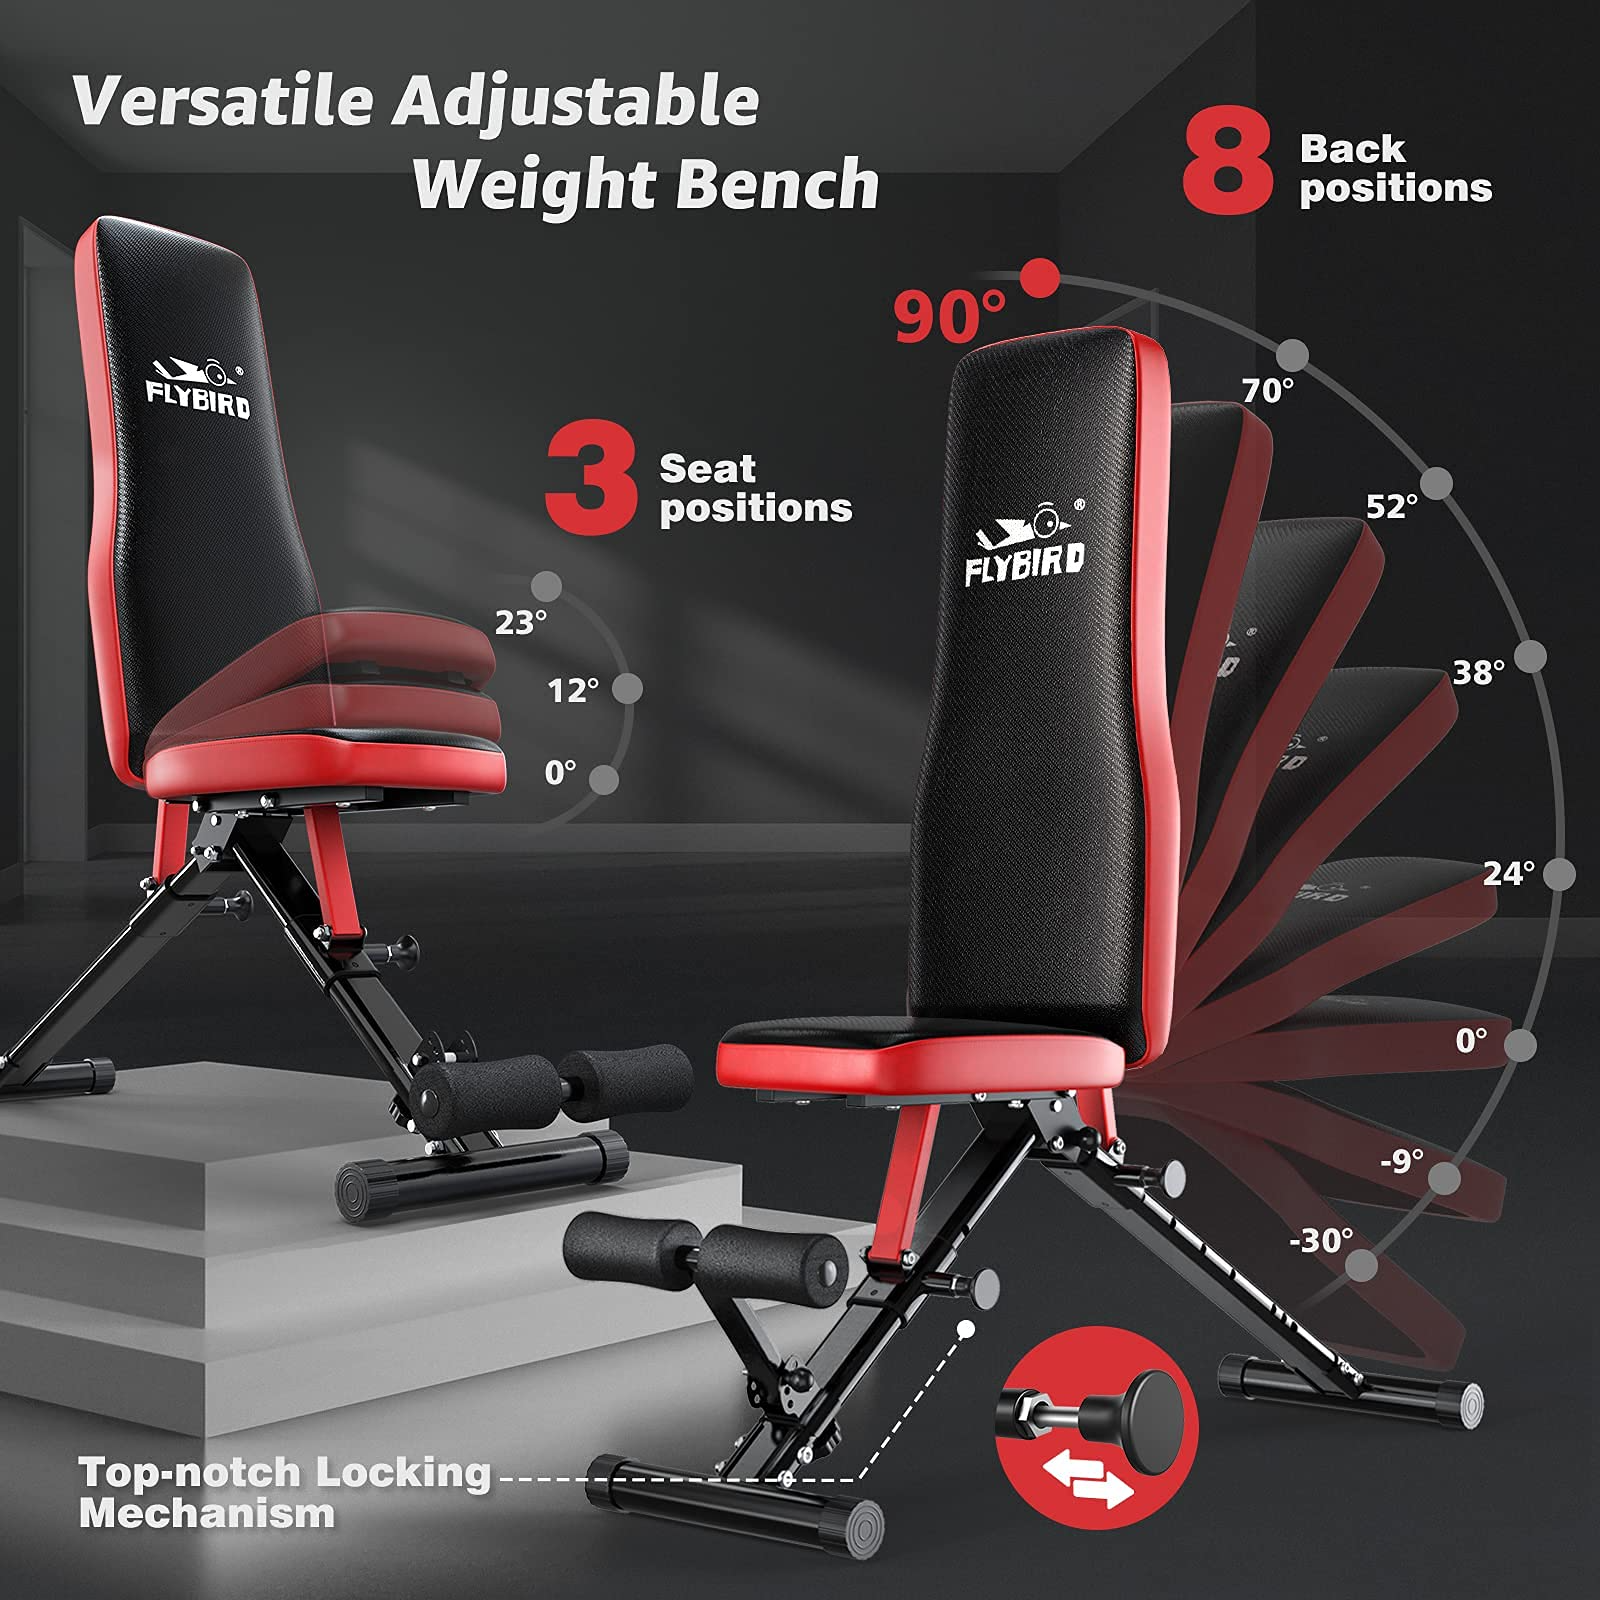 Versatile Adjustable
Weight Bench
8 Back
positions
90°
70°
52°
38°
24°
0°
-9°
-30°
3 Seat
positions
23°
12°
0°
FLYBIRD®
FLYBIRD®
Top-notch Locking
Mechanism